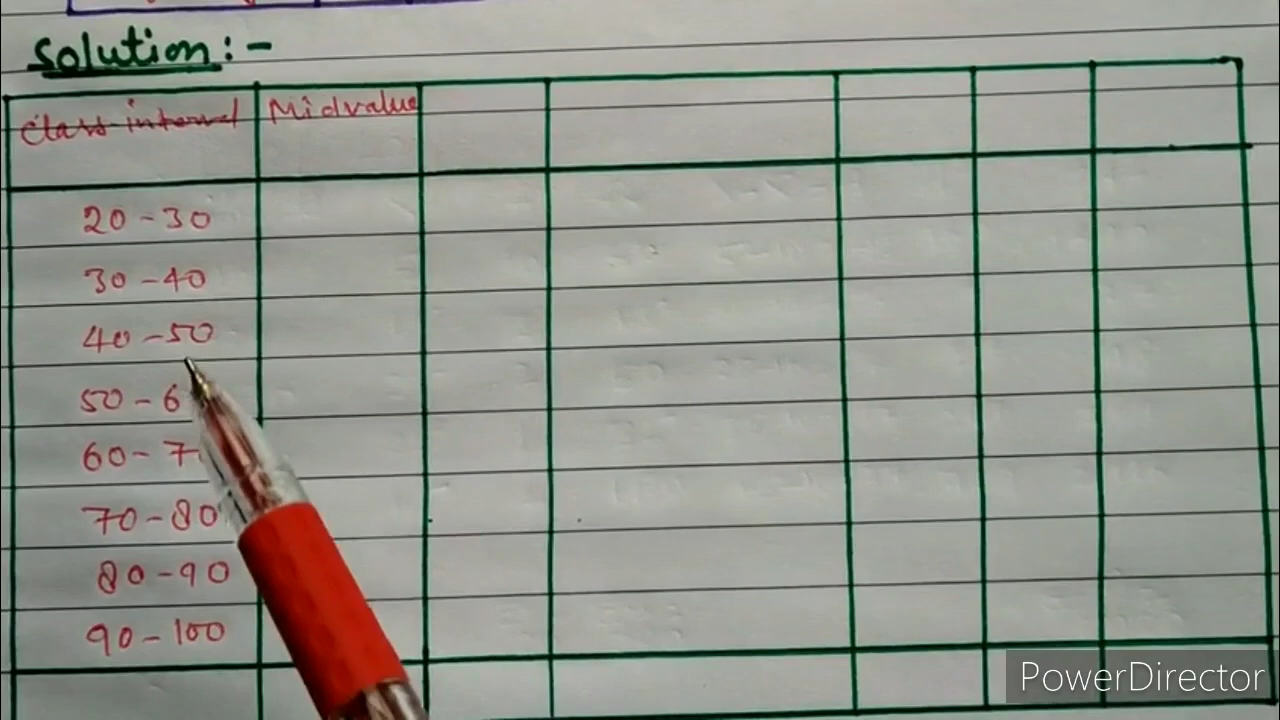 Solution:-
Class interval Midvalue
20-30
30-40
40-50
50-6
60-7
70-80
80-90
90-100
PowerDirector